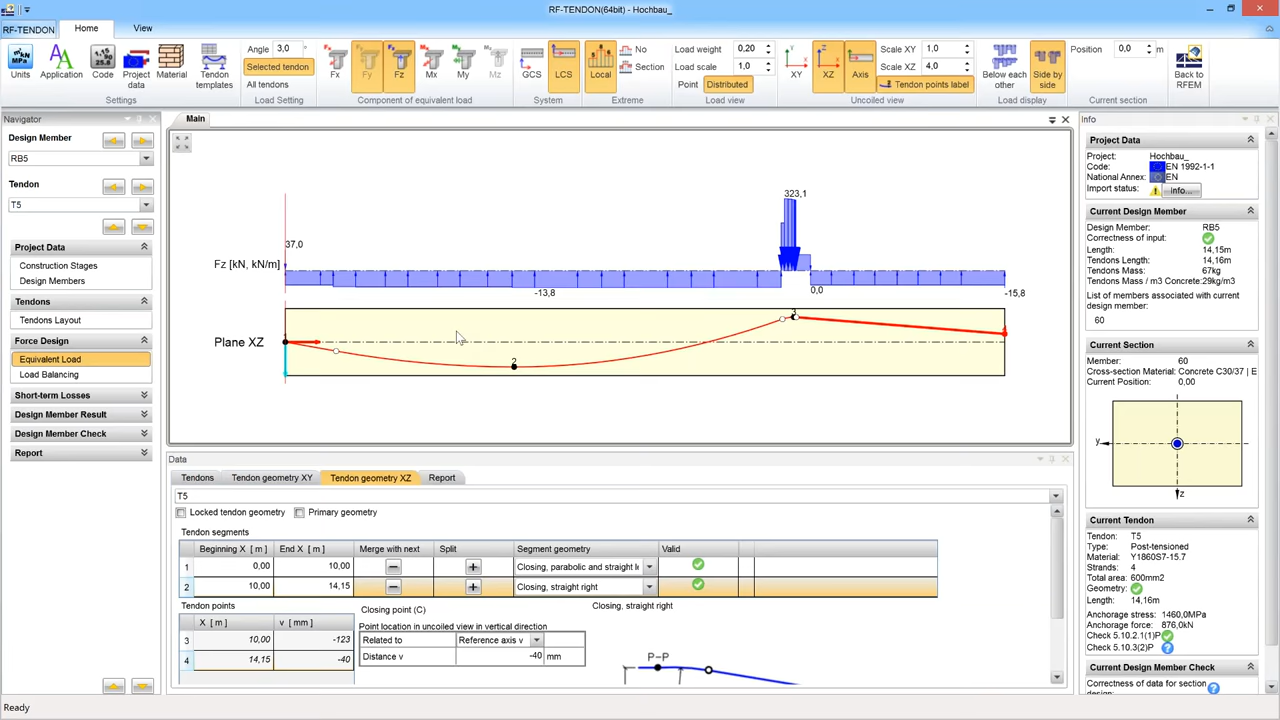 RF-TENDON(64bit) - Hochbau_
RF-TENDON Home View
Units
Application
Code
Project data
Material
Tendon templates
Settings
Angle 3,0 °
Selected tendon
All tendons
Load Setting
Fx Fy Fz Mx My Mz
Component of equivalent load
GCS LCS
System
Local
No
Section
Extreme
Load weight 0,20
Load scale 1,0
Point Distributed
Load view
XY XZ Axis
Scale XY 1,0
Scale XZ 4,0
Tendon points label
Uncoiled view
Below each other
Side by side
Load display
Position 0,0 m
Current section
Back to RFEM
Navigator
Design Member
RB5
Tendon
T5
Project Data
Construction Stages
Design Members
Tendons
Tendons Layout
Force Design
Equivalent Load
Load Balancing
Short-term Losses
Design Member Result
Design Member Check
Report
Main
323,1
37,0
Fz [kN, kN/m]
-13,8
0,0
-15,8
Plane XZ
2
3
4
Data
Tendons Tendon geometry XY Tendon geometry XZ Report
T5
Locked tendon geometry Primary geometry
Tendon segments
Beginning X [ m ] End X [ m ] Merge with next Split Segment geometry Valid
1 0,00 10,00 Closing, parabolic and straight l
2 10,00 14,15 Closing, straight right
Tendon points
X [ m ] v [ mm ]
3 10,00 -123
4 14,15 -40
Closing point (C)
Point location in uncoiled view in vertical direction
Related to Reference axis v
Distance v -40 mm
Closing, straight right
P-P
Info
Project Data
Project: Hochbau_
Code: EN 1992-1-1
National Annex: EN
Import status: Info...
Current Design Member
Design Member: RB5
Correctness of input:
Length: 14,15m
Tendons Length: 14,16m
Tendons Mass: 67kg
Tendons Mass / m3 Concrete: 29kg/m3
List of members associated with current design member:
60
Current Section
Member: 60
Cross-section Material: Concrete C30/37 | E
Current Position: 0.00
y
z
Current Tendon
Tendon: T5
Type: Post-tensioned
Material: Y1860S7-15.7
Strands: 4
Total area: 600mm2
Geometry:
Length: 14,16m
Anchorage stress: 1460,0MPa
Anchorage force: 876,0kN
Check 5.10.2.1(1)P
Check 5.10.3(2)P
Current Design Member Check
Correctness of data for section
design:
Ready